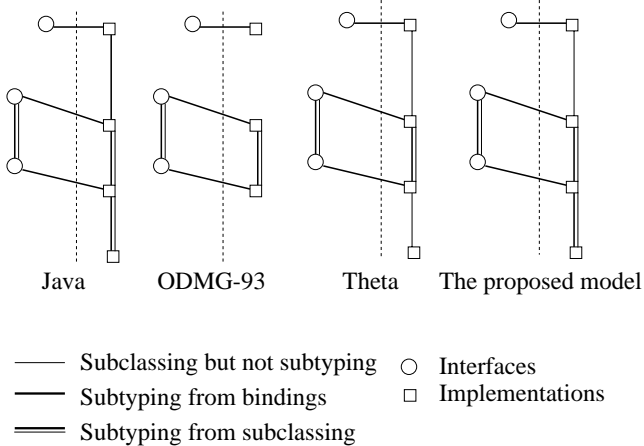 Java ODMG-93 Theta The proposed model
Subclassing but not subtyping
Interfaces
Subtyping from bindings
Implementations
Subtyping from subclassing